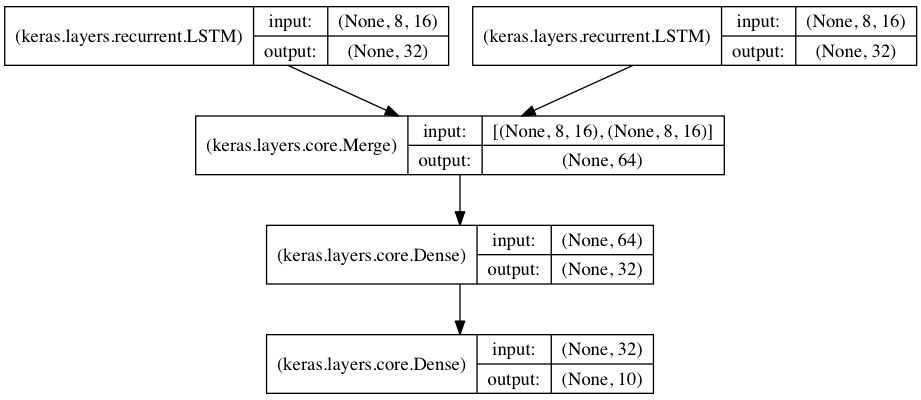 (keras.layers.recurrent.LSTM) input: (None, 8, 16)
output: (None, 32)
(keras.layers.recurrent.LSTM) input: (None, 8, 16)
output: (None, 32)
(keras.layers.core.Merge) input: [(None, 8, 16), (None, 8, 16)]
output: (None, 64)
(keras.layers.core.Dense) input: (None, 64)
output: (None, 32)
(keras.layers.core.Dense) input: (None, 32)
output: (None, 10)